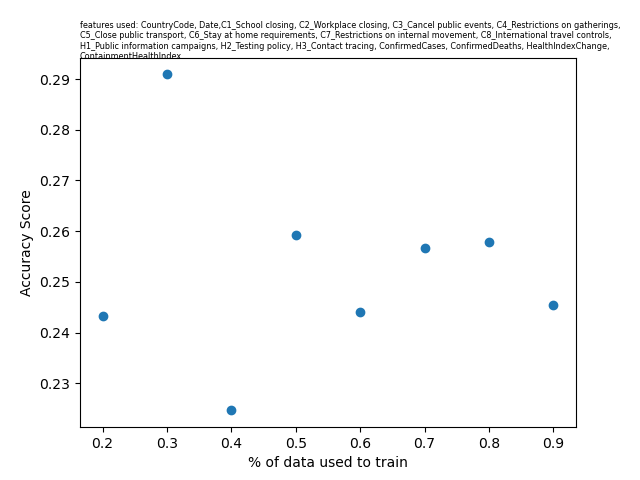 features used: CountryCode, Date,C1_School closing, C2_Workplace closing, C3_Cancel public events, C4_Restrictions on gatherings,
C5_Close public transport, C6_Stay at home requirements, C7_Restrictions on internal movement, C8_International travel controls,
H1_Public information campaigns, H2_Testing policy, H3_Contact tracing, ConfirmedCases, ConfirmedDeaths, HealthIndexChange,
ContainmentHealthIndex
0.29
0.28
0.27
0.26
0.25
0.24
0.23
Accuracy Score
0.2 0.3 0.4 0.5 0.6 0.7 0.8 0.9
% of data used to train